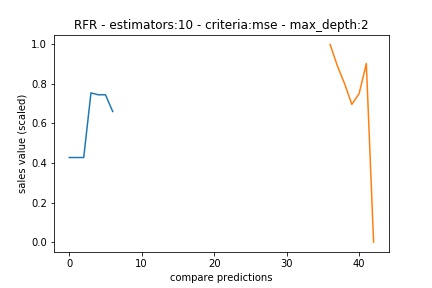 RFR - estimators:10 - criteria:mse - max_depth:2
sales value (scaled)
1.0
0.8
0.6
0.4
0.2
0.0
0 10 20 30 40
compare predictions